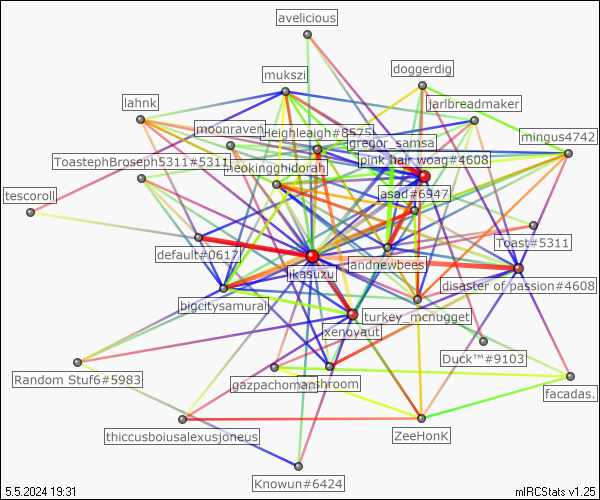 avelicious
mukszi
doggerdig
lahnk
jarlbreadmaker
moonraven
Heighleaigh#8575
gregor_samsa
mingus4742
ToastephBroseph5311#5311
neokingghidorah
pink hair woag#4608
tescoroll
asad#6947
default#0617
Toast#5311
jkasuzu
andnewbees
disaster of passion#4608
bigcitysamurai
turkey_mcnugget
xenoyaut
Duck™#9103
Random Stuf6#5983
gazpachoman
facadas.
thiccusboiusalexusjoneus
ZeeHonK
Knowun#6424
5.5.2024 19:31
mIRCStats v1.25